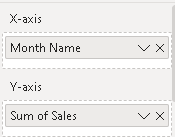 X-axis
Month Name
Y-axis
Sum of Sales